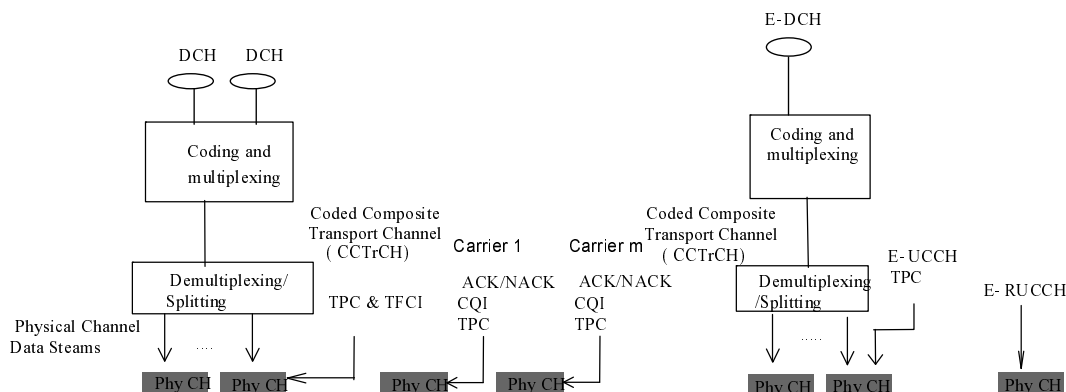 E-DCH
DCH DCH
Coding and
multiplexing
Coding and
multiplexing
Coded Composite
Transport Channel
( CCTrCH)
Carrier 1
Carrier m
Coded Composite
Transport Channel
( CCTrCH)
Demultiplexing/
Splitting
TPC & TFCI
ACK/NACK
CQI
TPC
ACK/NACK
CQI
TPC
Demultiplexing
/Splitting
E-UCCH
TPC
E-RUCCH
Physical Channel
Data Steams
....
.....
Phy CH
Phy CH
Phy CH
Phy CH
Phy CH
Phy CH
Phy CH